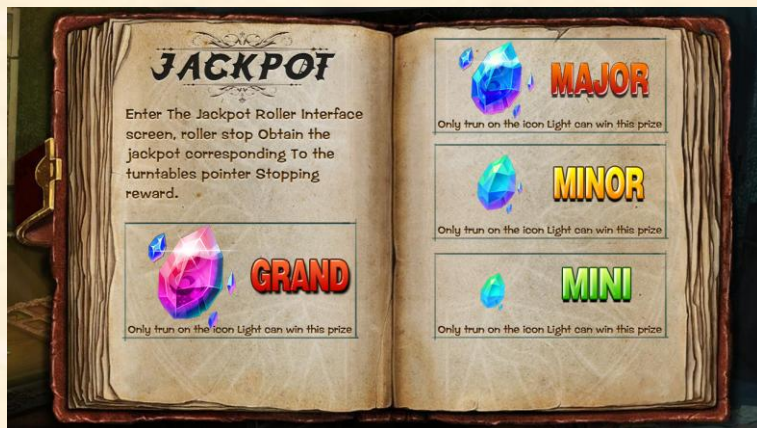 JACKPOT
Enter The Jackpot Roller Interface
screen, roller stop Obtain the
jackpot corresponding To the
turntables pointer Stopping
reward.
GRAND
Only trun on the icon Light can win this prize
MAJOR
Only trun on the icon Light can win this prize
MINOR
Only trun on the icon Light can win this prize
MINI
Only trun on the icon Light can win this prize